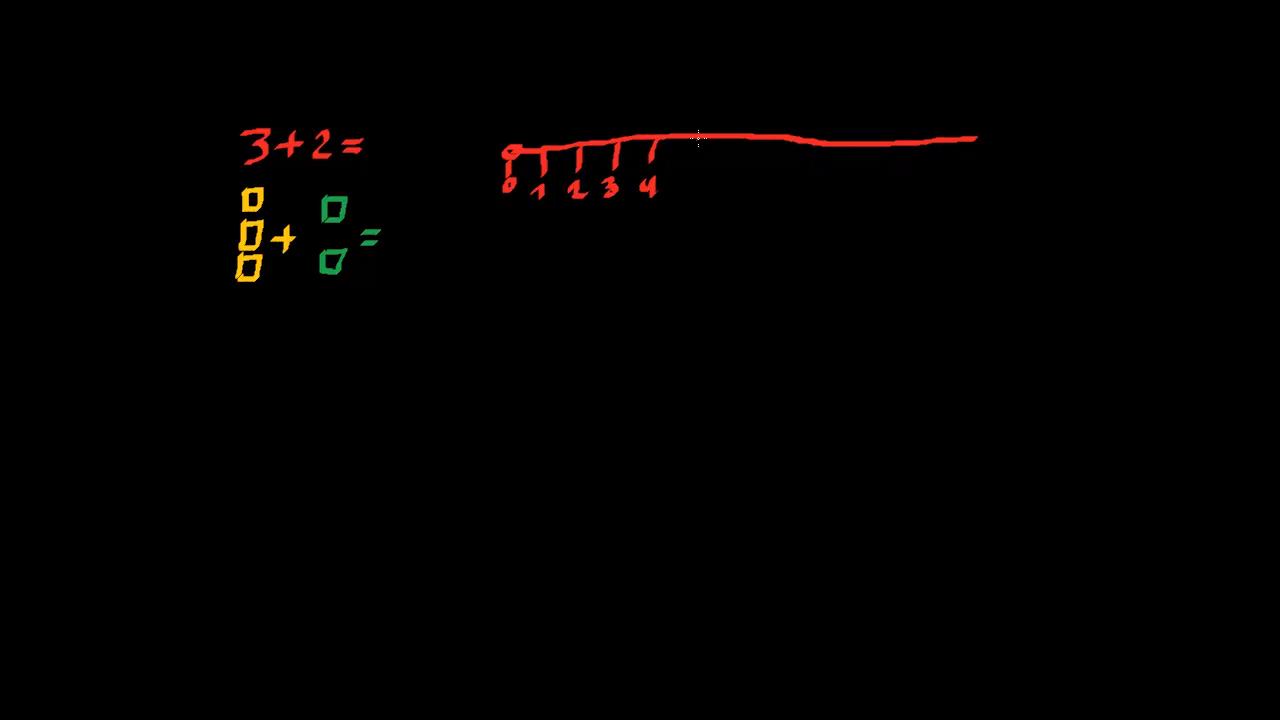 3+2=
0 1 2 3 4
+ =